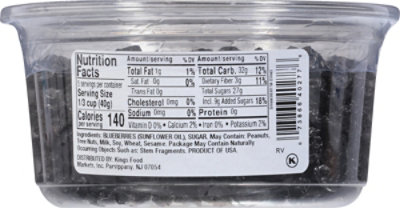 Nutrition Facts
5 servings per container
Serving Size
1/3 cup (40g)
Calories per serving 140
Amount/serving % DV
Total Fat 1g 1%
Sat. Fat 0g 0%
Trans Fat 0g
Cholesterol 0mg 0%
Sodium 0mg 0%
Amount/serving % DV
Total Carb. 32g 12%
Dietary Fiber 3g 11%
Total Sugars 27g
Incl. 9g Added Sugars 18%
Protein 0g
Vitamin D 0% • Calcium 2% • Iron 0% • Potassium 2%
INGREDIENTS: BLUEBERRIES (SUNFLOWER OIL), SUGAR. May Contain: Peanuts,
Tree Nuts, Milk, Soy, Wheat, Sesame. Package May Contain Naturally
Occurring Objects Such as: Stem Fragments. PRODUCT OF USA.
DISTRIBUTED BY: Kings Food
Markets, Inc. Parsippany, NJ 07054
RV
K